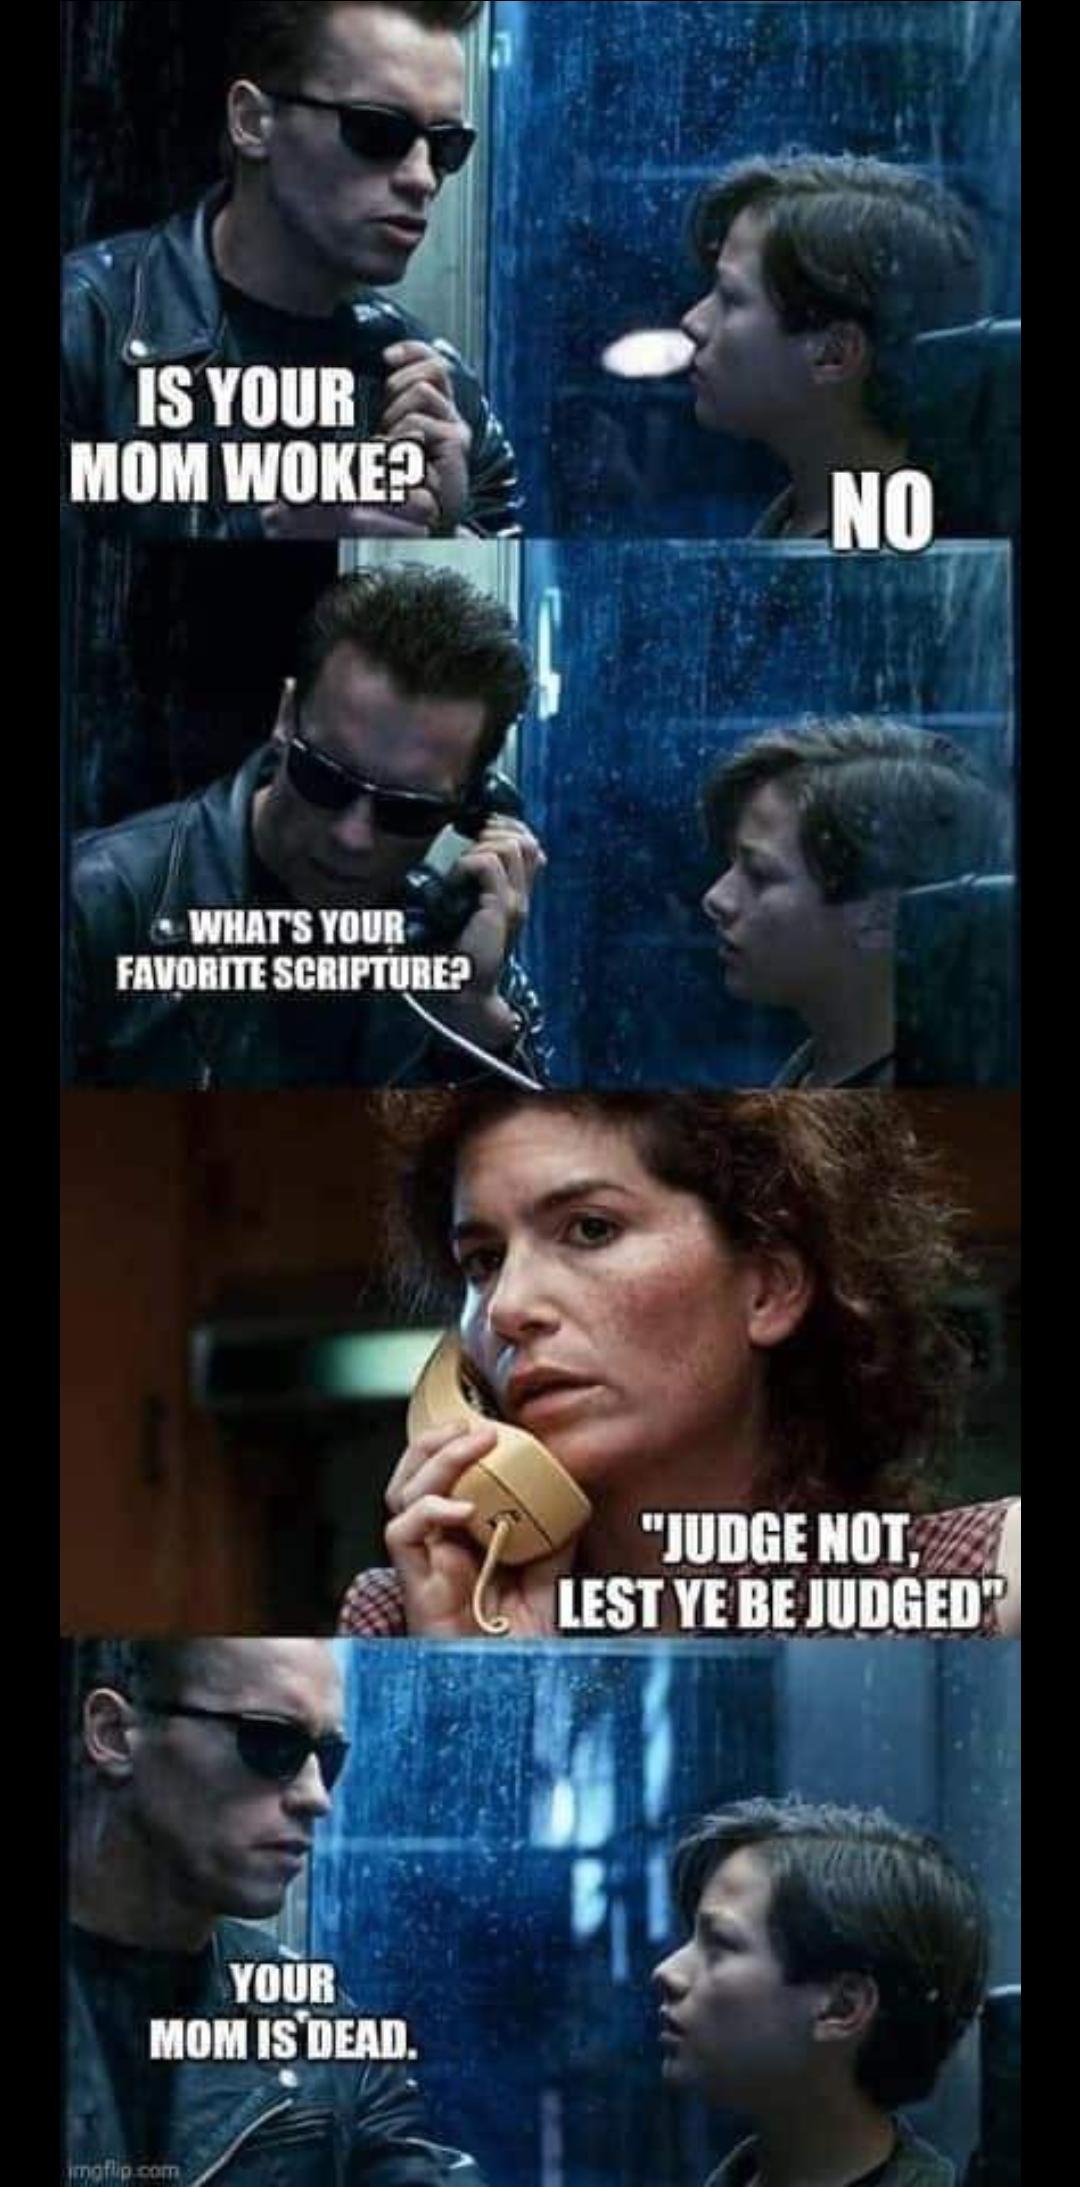 IS YOUR
MOM WOKE?
NO
WHAT'S YOUR
FAVORITE SCRIPTURE?
"JUDGE NOT,
LEST YE BE JUDGED"
YOUR
MOM IS DEAD.
imgflip.com